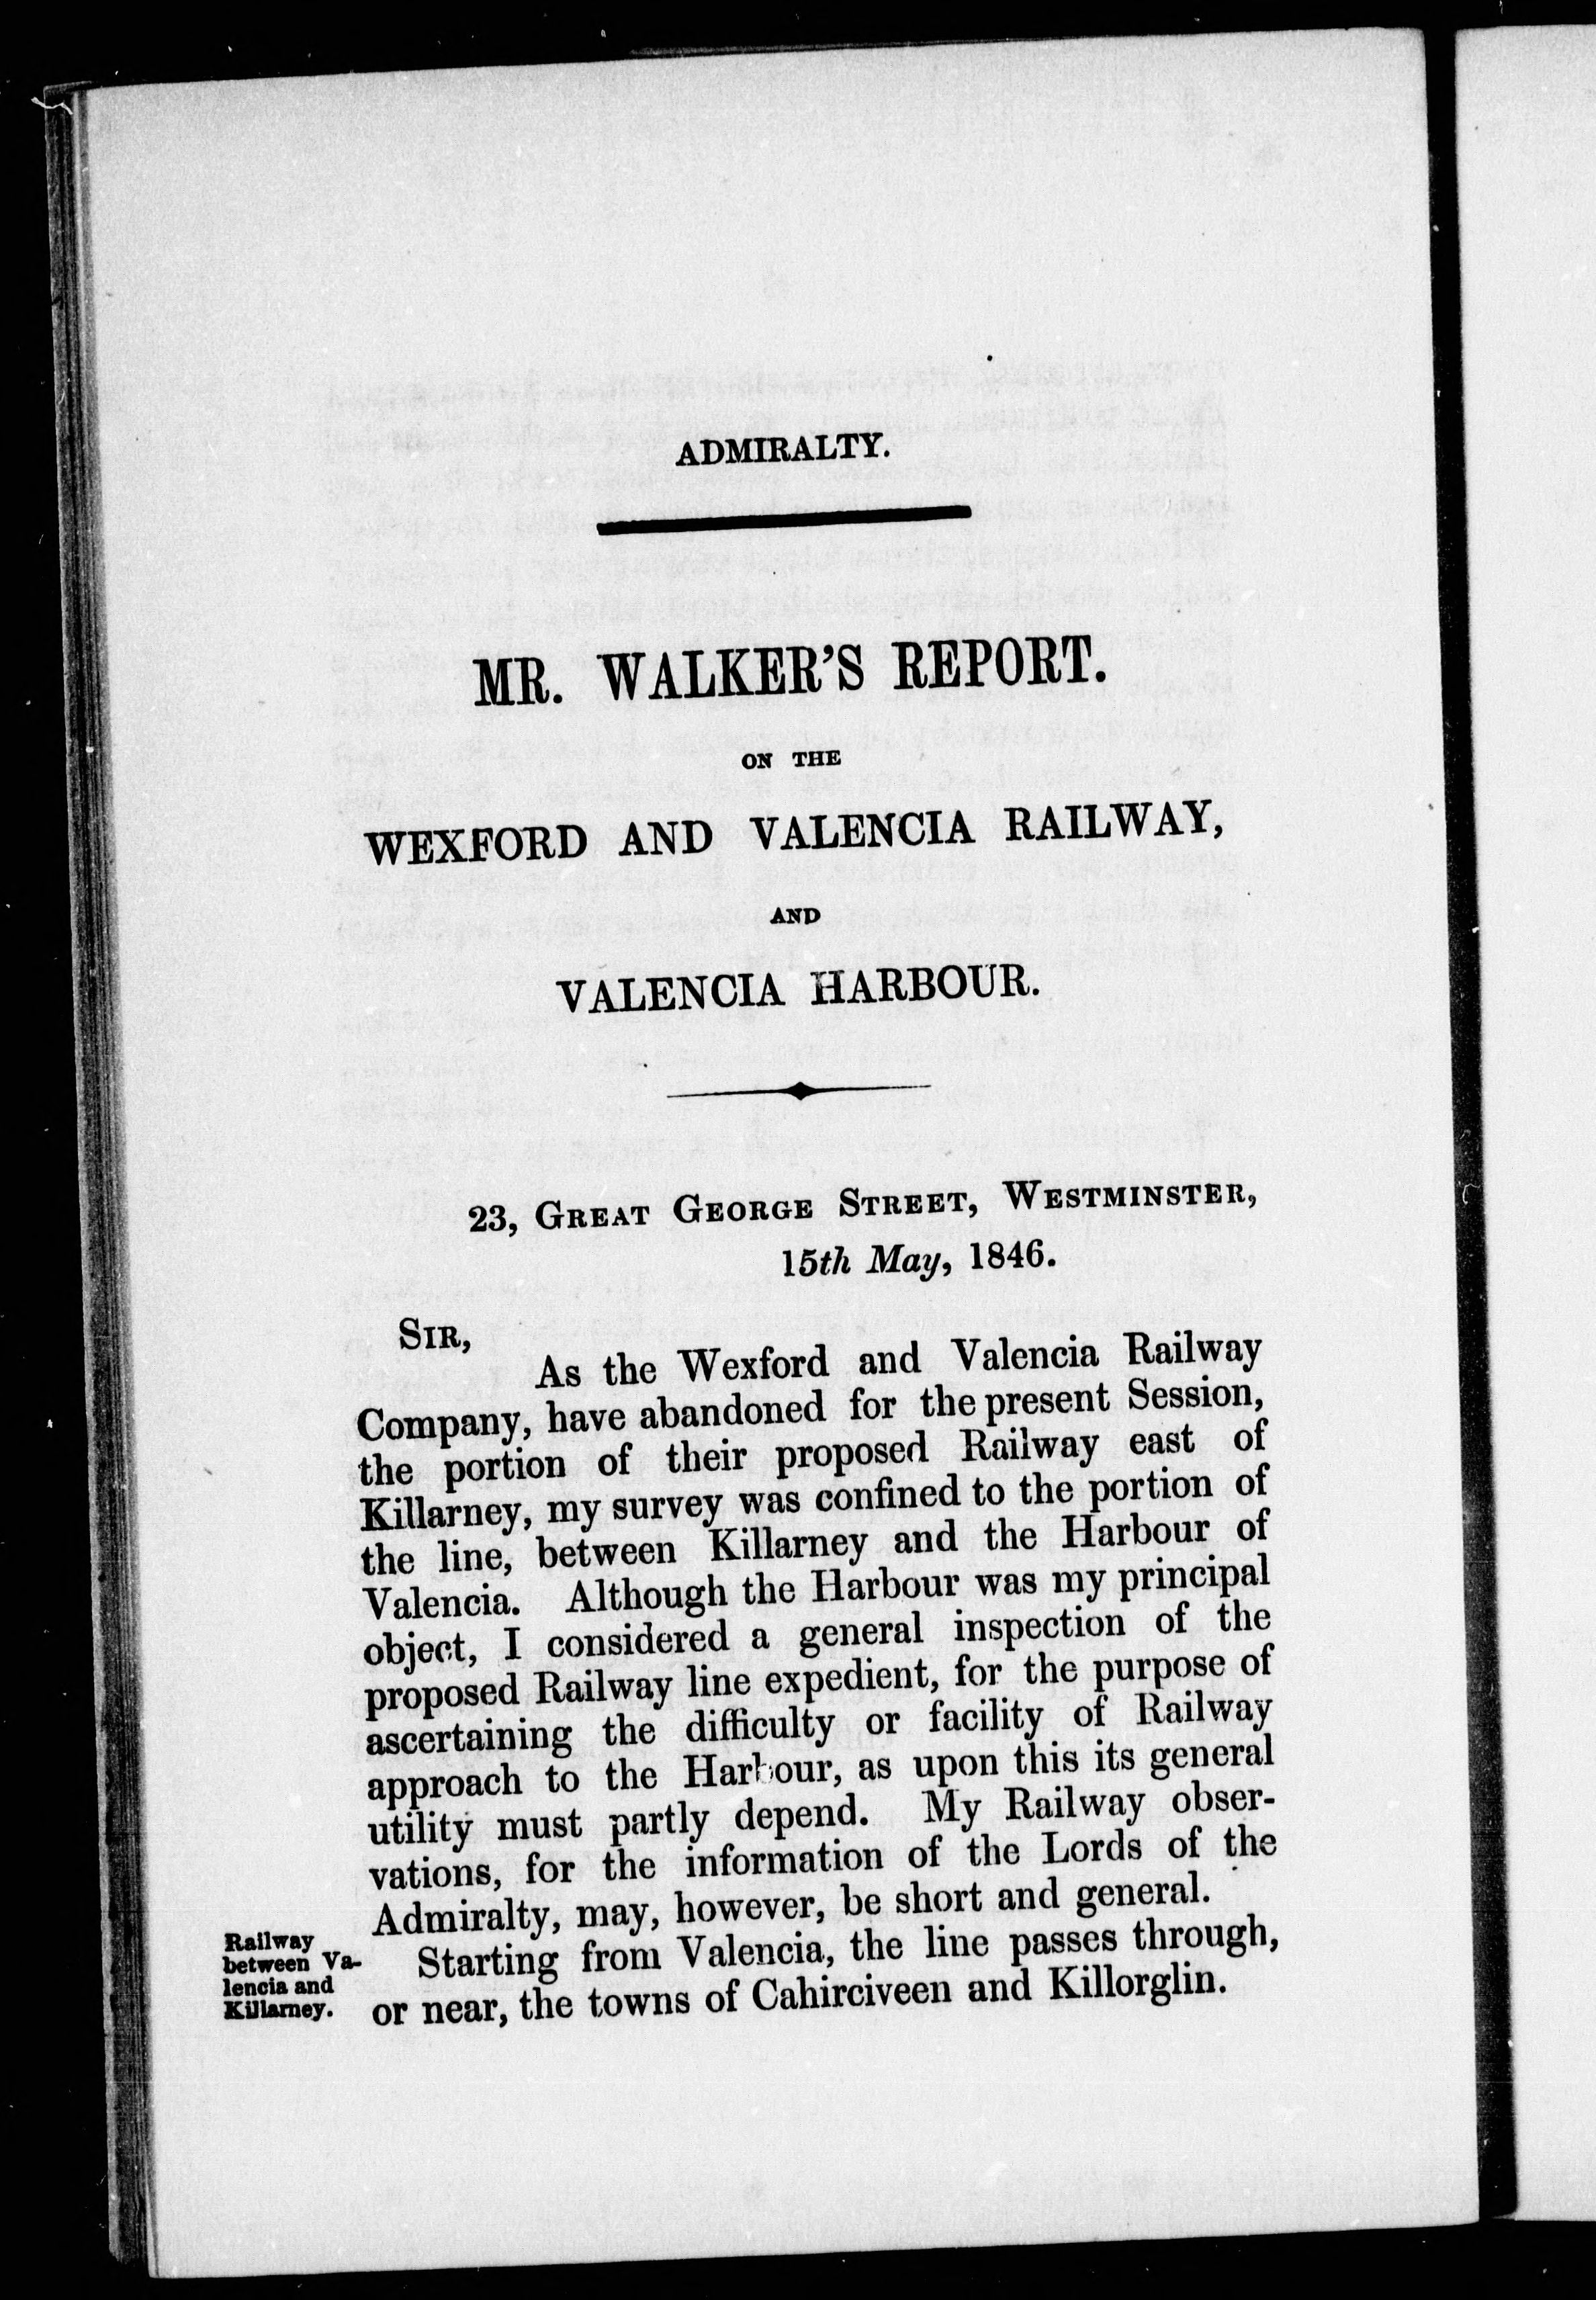 ADMIRALTY.
MR. WALKER'S REPORT.
ON THE
WEXFORD AND VALENCIA RAILWAY,
AND
VALENCIA HARBOUR.
23, GREAT GEORGE STREET, WESTMINSTER,
15th May, 1846.
SIR,
As the Wexford and Valencia Railway
Company, have abandoned for the present Session,
the portion of their proposed Railway east of
Killarney, my survey was confined to the portion of
the line, between Killarney and the Harbour of
Valencia. Although the Harbour was my principal
object, I considered a general inspection of the
proposed Railway line expedient, for the purpose of
ascertaining the difficulty or facility of Railway
approach to the Harbour, as upon this its general
utility must partly depend. My Railway obser-
vations, for the information of the Lords of the
Admiralty, may, however, be short and general.
Railway
between Va-
lencia and
Killarney.
Starting from Valencia, the line passes through,
or near, the towns of Cahirciveen and Killorglin.